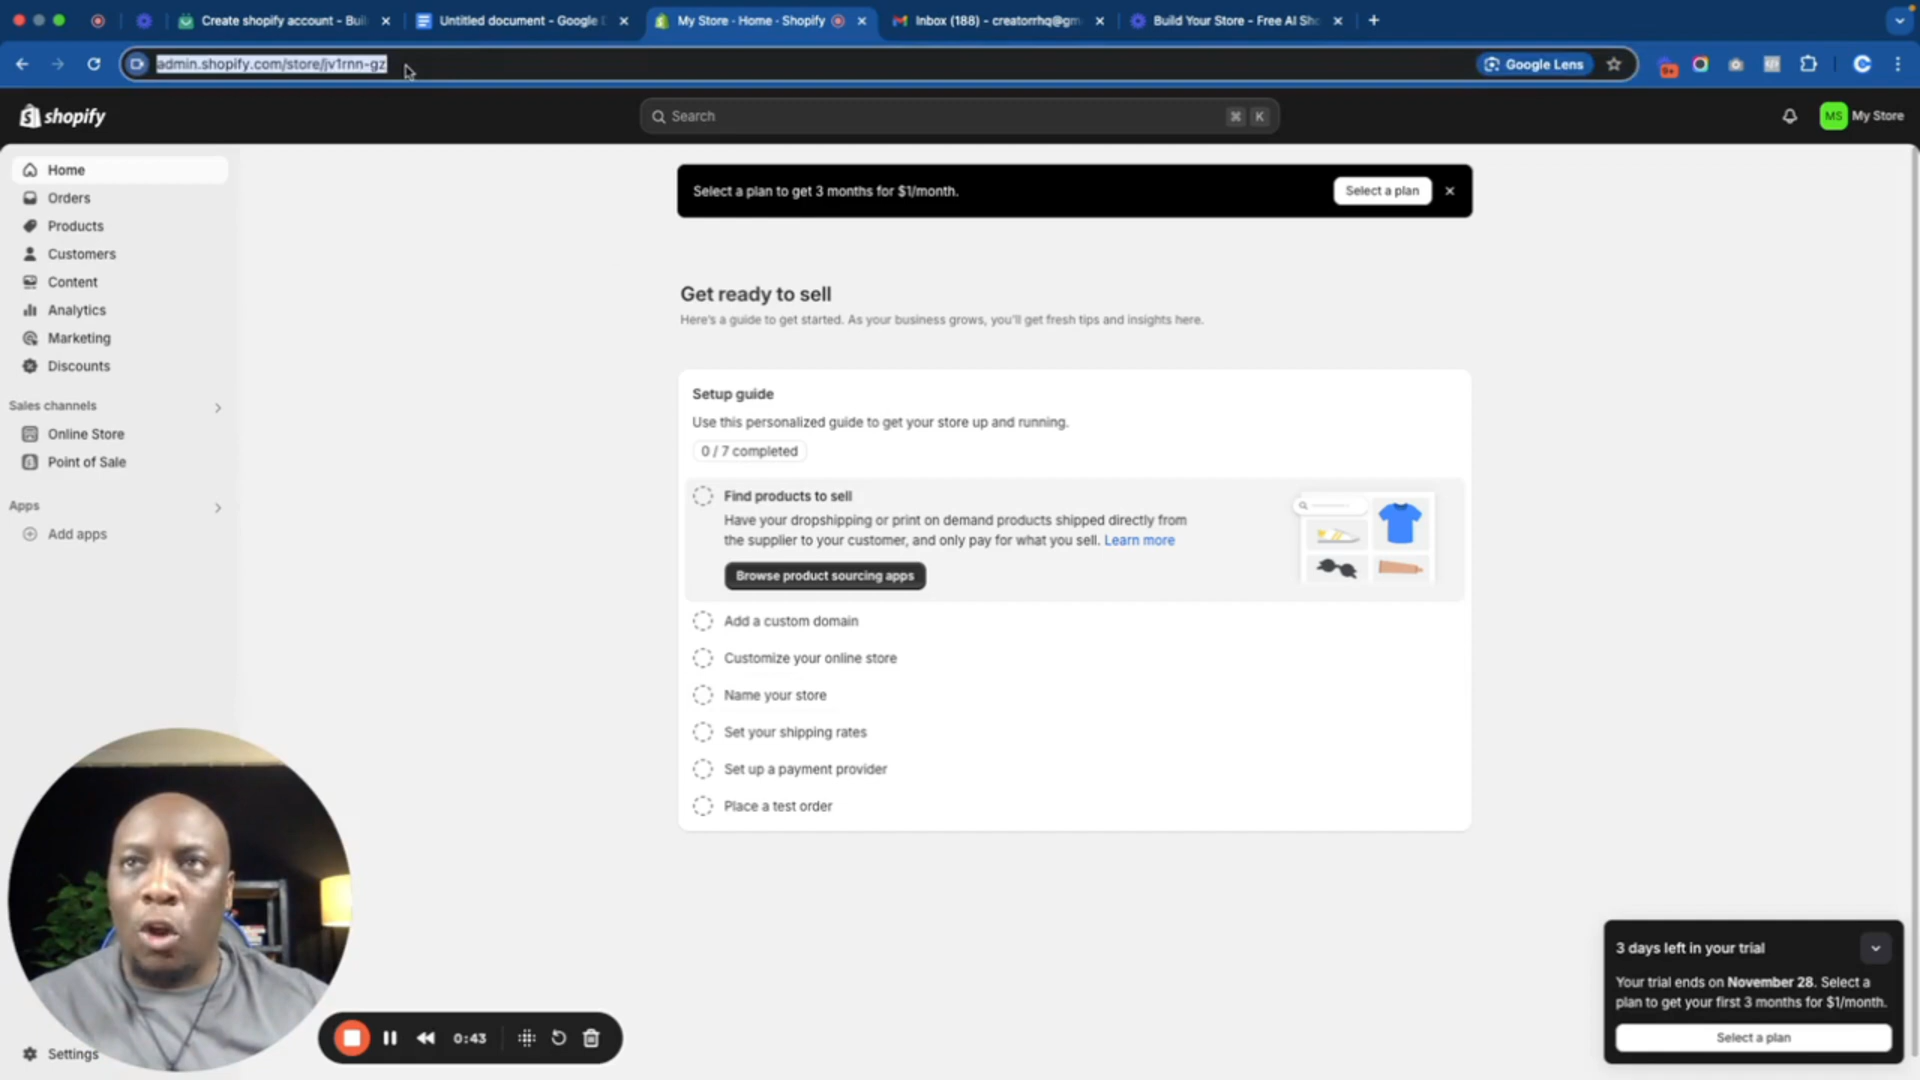 Create shopify account - Buil
Untitled document - Google D
My Store - Home - Shopify
Inbox (188) - creatorrhq@gm
Build Your Store - Free AI Sho
admin.shopify.com/store/jv1rnn-gz
Google Lens
9+
shopify
Search
⌘ K
MS My Store
Home
Orders
Products
Customers
Content
Analytics
Marketing
Discounts
Sales channels
Online Store
Point of Sale
Apps
Add apps
Settings
Select a plan to get 3 months for $1/month.
Select a plan
Get ready to sell
Here's a guide to get started. As your business grows, you'll get fresh tips and insights here.
Setup guide
Use this personalized guide to get your store up and running.
0 / 7 completed
Find products to sell
Have your dropshipping or print on demand products shipped directly from
the supplier to your customer, and only pay for what you sell. Learn more
Browse product sourcing apps
Add a custom domain
Customize your online store
Name your store
Set your shipping rates
Set up a payment provider
Place a test order
0:43
3 days left in your trial
Your trial ends on November 28. Select a
plan to get your first 3 months for $1/month.
Select a plan